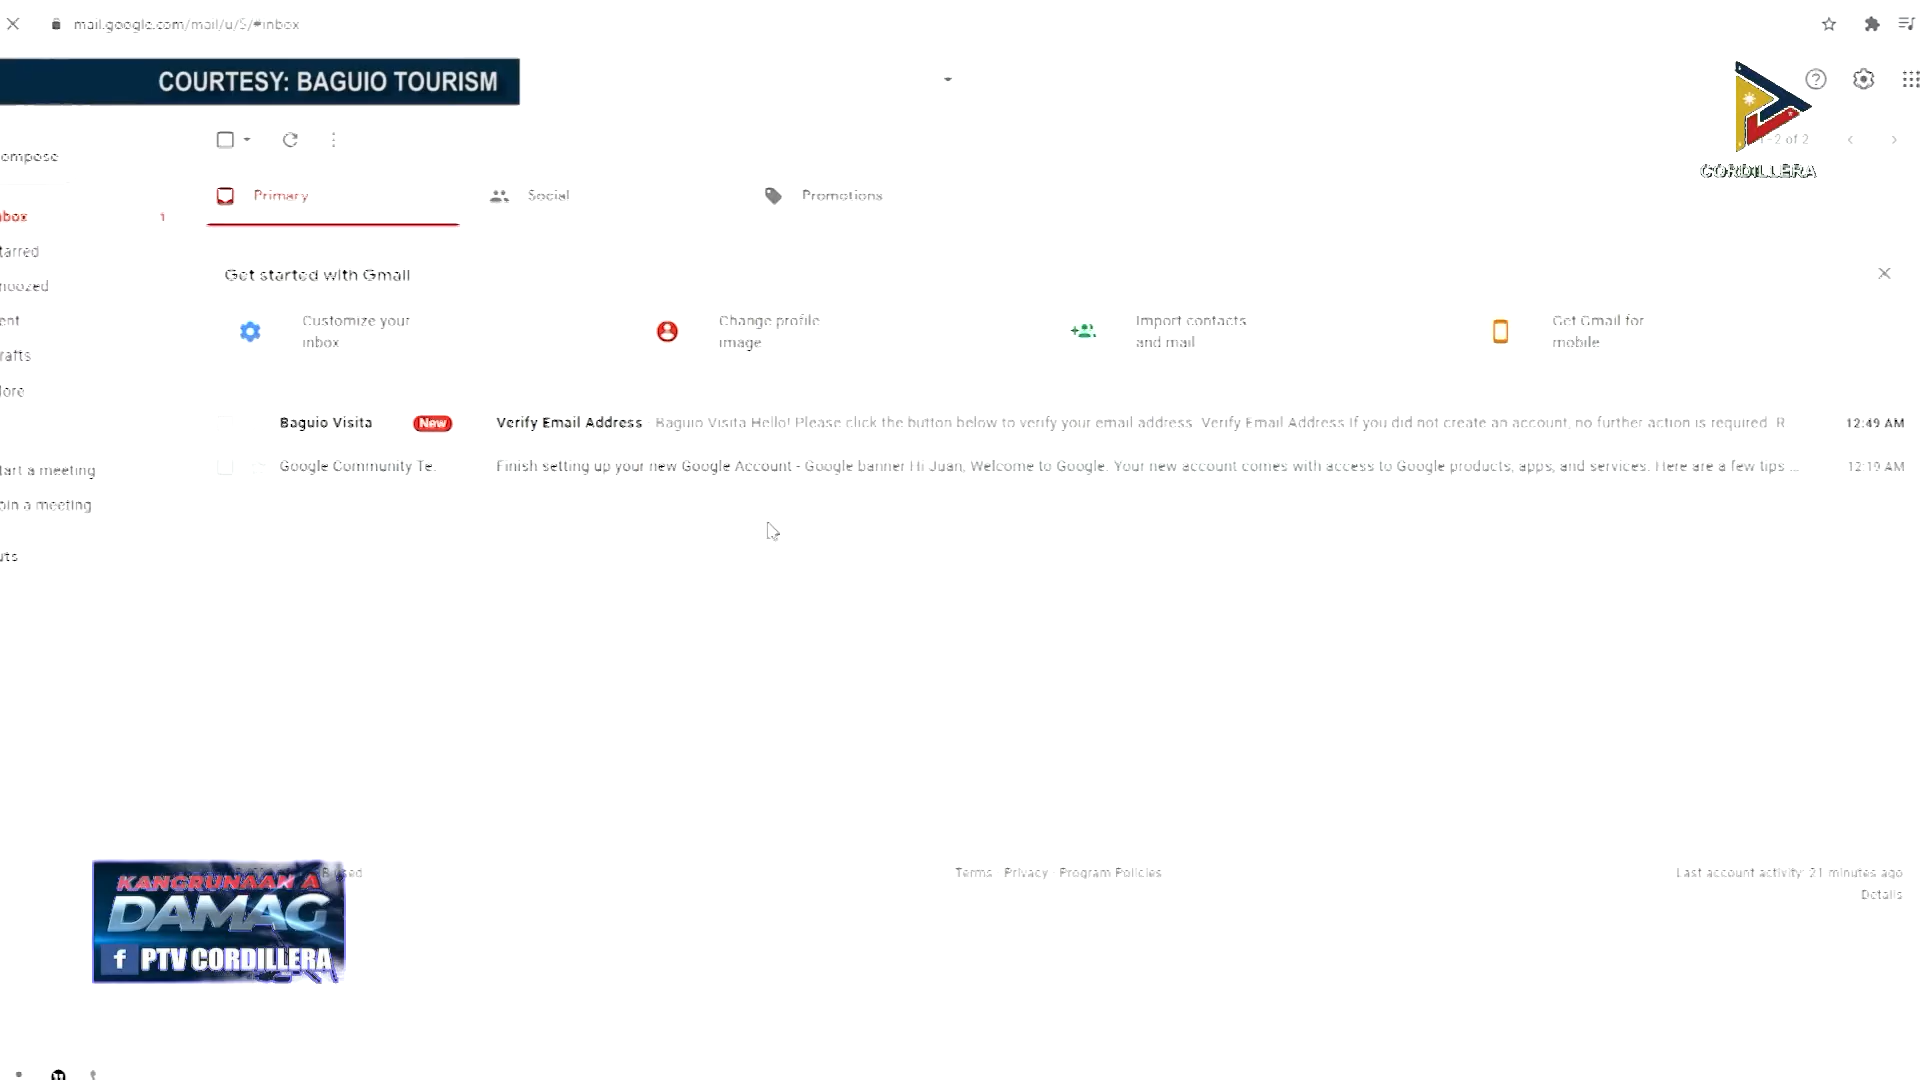 mail.google.com/mail/u/5/#inbox
COURTESY: BAGUIO TOURISM
-2 of 2
CORDILLERA
ompose
Primary
Social
Promotions
nbox 1
tarred
noozed
ent
rafts
lore
Get started with Gmail
Customize your
inbox
Change profile
image
Import contacts
and mail
Get Gmail for
mobile
Baguio Visita New Verify Email Address - Baguio Visita Hello! Please click the button below to verify your email address. Verify Email Address If you did not create an account, no further action is required. R 12:49 AM
Google Community Te. Finish setting up your new Google Account - Google banner Hi Juan, Welcome to Google. Your new account comes with access to Google products, apps, and services. Here are a few tips ... 12:19 AM
tart a meeting
oin a meeting
uts
Terms · Privacy · Program Policies
Last account activity: 21 minutes ago
Details
KANGRUNAAN A
DAMAG
f PTV CORDILLERA